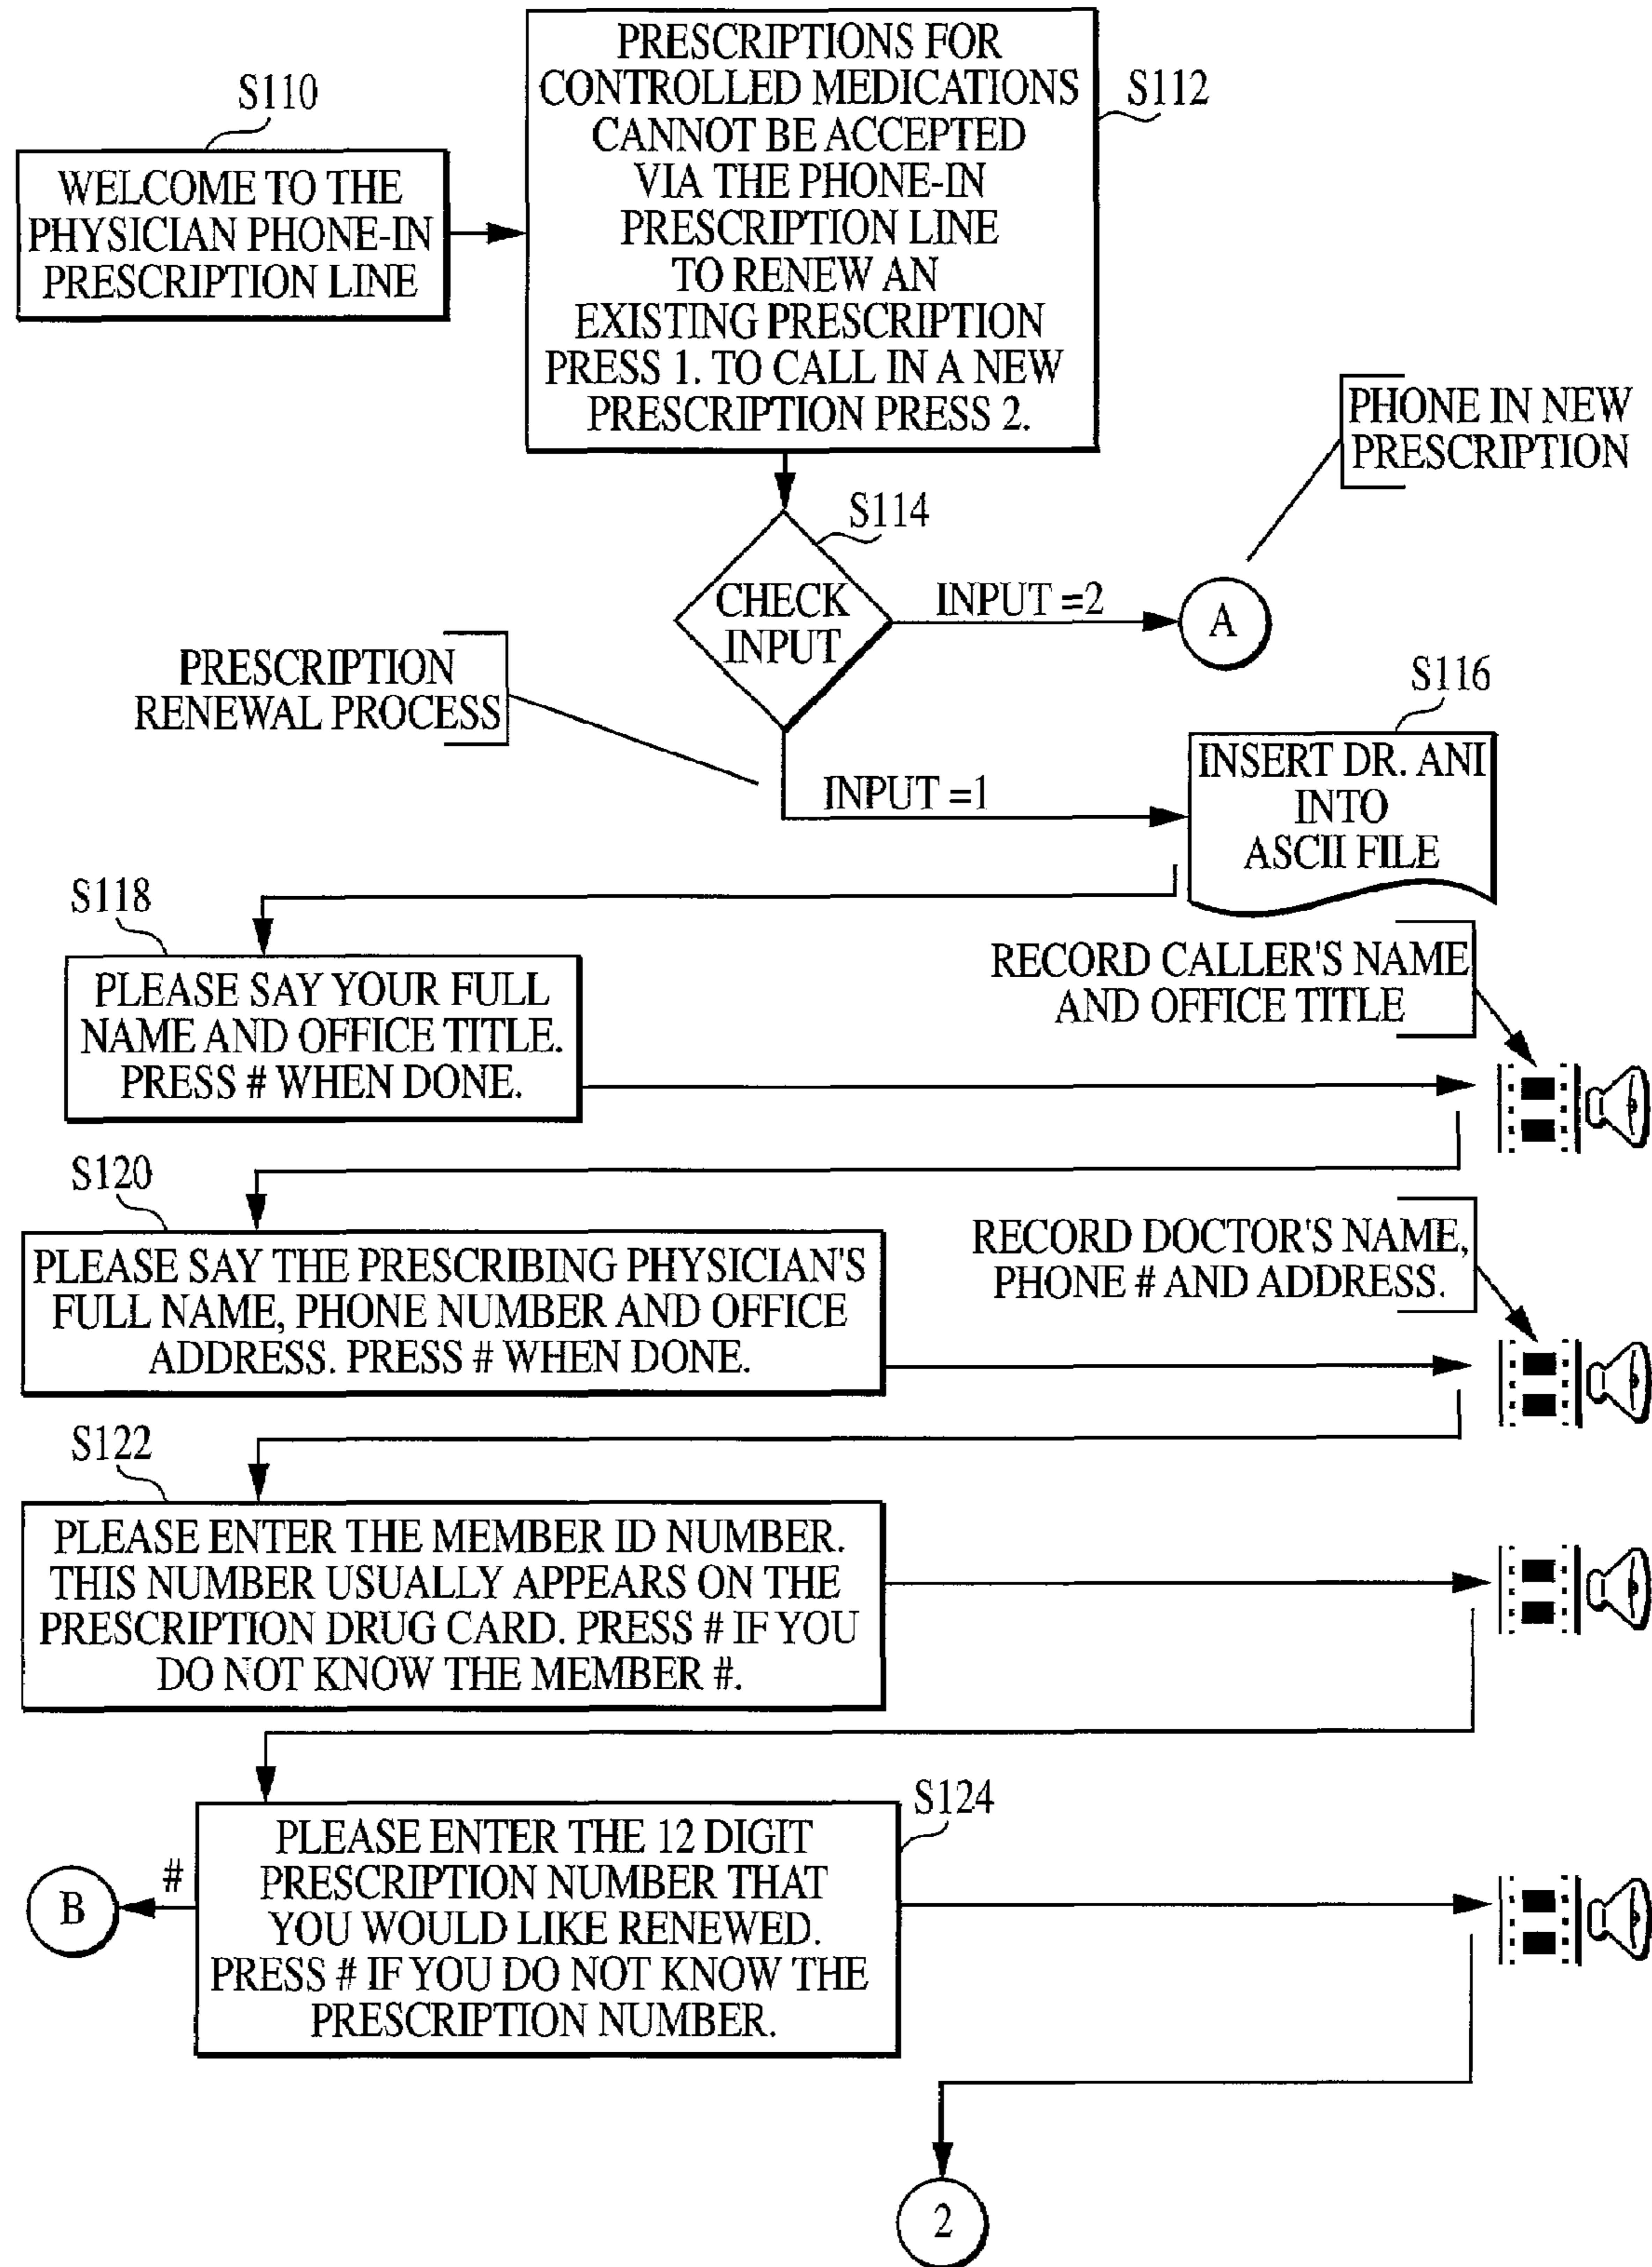 S110
WELCOME TO THE
PHYSICIAN PHONE-IN
PRESCRIPTION LINE
PRESCRIPTIONS FOR
CONTROLLED MEDICATIONS
CANNOT BE ACCEPTED
VIA THE PHONE-IN
PRESCRIPTION LINE
TO RENEW AN
EXISTING PRESCRIPTION
PRESS 1. TO CALL IN A NEW
PRESCRIPTION PRESS 2.
S112
PHONE IN NEW
PRESCRIPTION
S114
CHECK
INPUT
INPUT =2
A
PRESCRIPTION
RENEWAL PROCESS
INPUT =1
S116
INSERT DR. ANI
INTO
ASCII FILE
S118
PLEASE SAY YOUR FULL
NAME AND OFFICE TITLE.
PRESS # WHEN DONE.
RECORD CALLER'S NAME
AND OFFICE TITLE
S120
PLEASE SAY THE PRESCRIBING PHYSICIAN'S
FULL NAME, PHONE NUMBER AND OFFICE
ADDRESS. PRESS # WHEN DONE.
RECORD DOCTOR'S NAME,
PHONE # AND ADDRESS.
S122
PLEASE ENTER THE MEMBER ID NUMBER.
THIS NUMBER USUALLY APPEARS ON THE
PRESCRIPTION DRUG CARD. PRESS # IF YOU
DO NOT KNOW THE MEMBER #.
S124
PLEASE ENTER THE 12 DIGIT
PRESCRIPTION NUMBER THAT
YOU WOULD LIKE RENEWED.
PRESS # IF YOU DO NOT KNOW THE
PRESCRIPTION NUMBER.
#
B
2